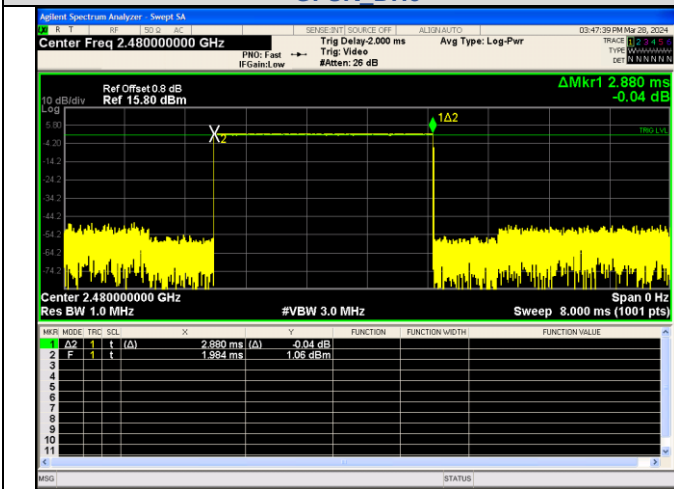 Agilent Spectrum Analyzer - Swept SA
R T RF 50 Ω AC SENSE:INT SOURCE OFF ALIGNAUTO 03:47:39 PM Mar 28, 2024
Center Freq 2.480000000 GHz PNO: Fast IFGain:Low Trig Delay-2.000 ms Trig: Video #Atten: 26 dB Avg Type: Log-Pwr TRACE 1 2 3 4 5 6
TYPE WWWWWW
DET N N N N N N
ΔMkr1 2.880 ms
-0.04 dB
Ref Offset 0.8 dB
10 dB/div Ref 15.80 dBm
Log
5.80
-4.20
-14.2
-24.2
-34.2
-44.2
-54.2
-64.2
-74.2
1Δ2
X2
TRIG LVL
Center 2.480000000 GHz Span 0 Hz
Res BW 1.0 MHz #VBW 3.0 MHz Sweep 8.000 ms (1001 pts)
MKR MODE TRC SCL X Y FUNCTION FUNCTION WIDTH FUNCTION VALUE
1 Δ2 1 t (Δ) 2.880 ms (Δ) -0.04 dB
2 F 1 t 1.984 ms 1.06 dBm
3
4
5
6
7
8
9
10
11
MSG STATUS